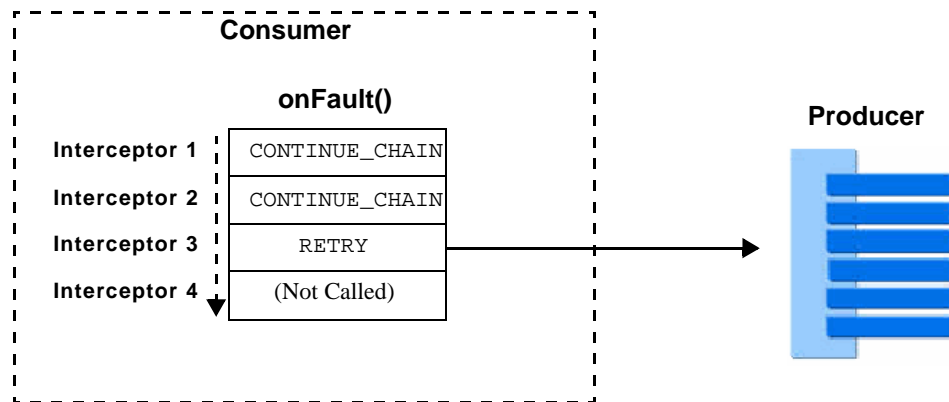 Consumer
onFault()
Producer
Interceptor 1 CONTINUE_CHAIN
Interceptor 2 CONTINUE_CHAIN
Interceptor 3 RETRY
Interceptor 4 (Not Called)